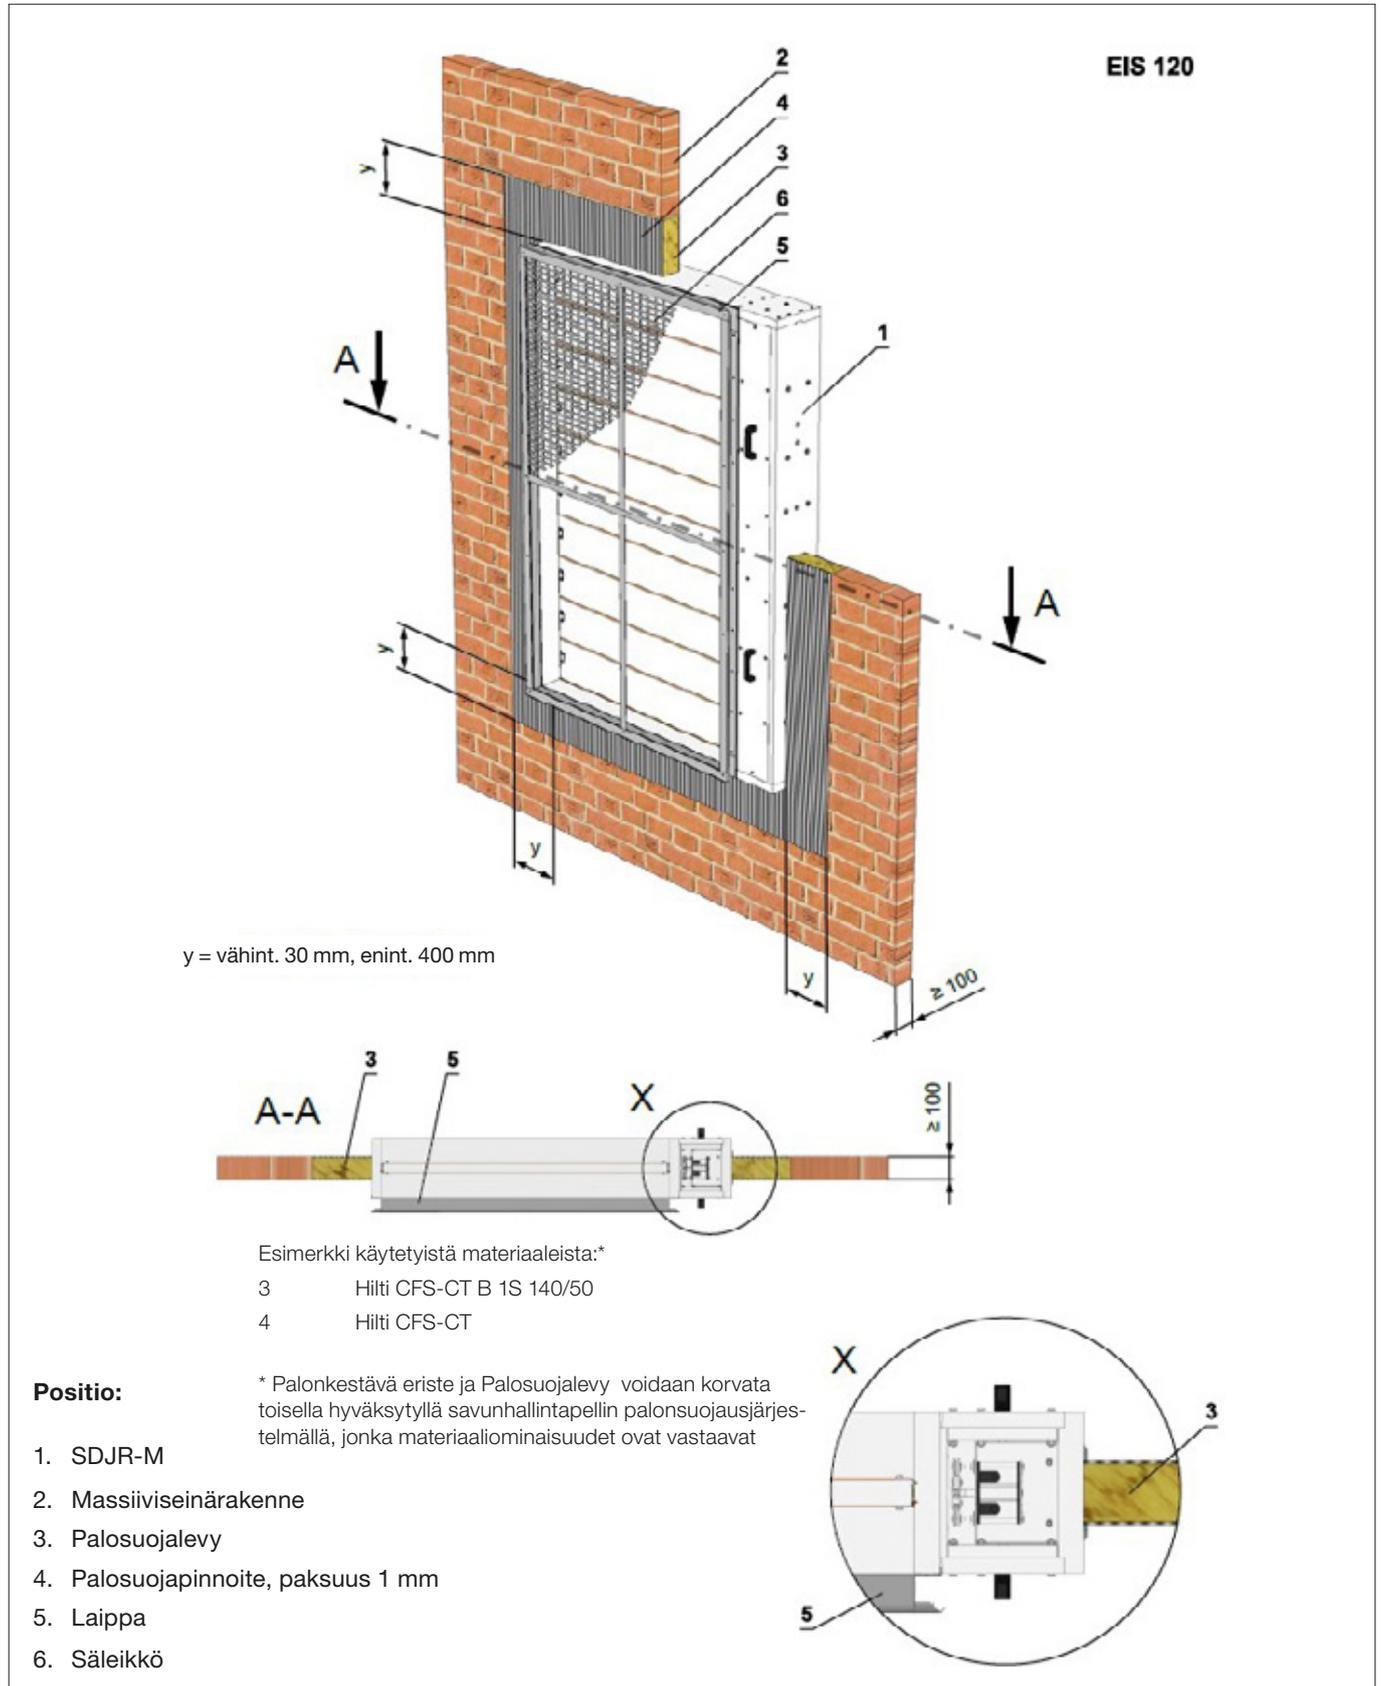 EIS 120
2
4
3
6
5
1
y
A
A
y
y
y
≥ 100
y = vähint. 30 mm, enint. 400 mm
3
5
A-A
X
≥ 100
Esimerkki käytetyistä materiaaleista:*
3 Hilti CFS-CT B 1S 140/50
4 Hilti CFS-CT
* Palonkestävä eriste ja Palosuojalevy voidaan korvata
toisella hyväksytyllä savunhallintapellin palonsuojausjärjes-
telmällä, jonka materiaaliominaisuudet ovat vastaavat
Positio:
1. SDJR-M
2. Massiiviseinärakenne
3. Palosuojalevy
4. Palosuojapinnoite, paksuus 1 mm
5. Laippa
6. Säleikkö
X
3
5